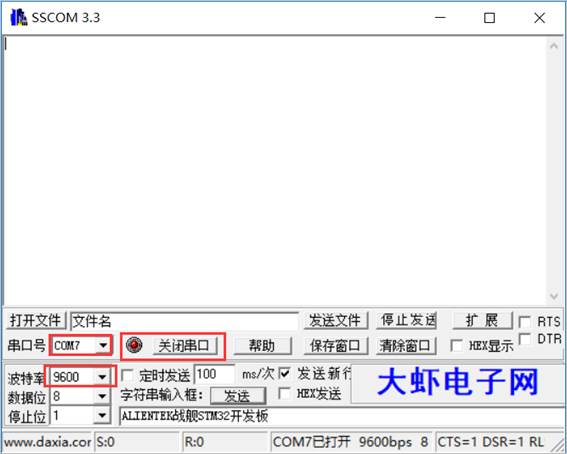 SSCOM 3.3
打开文件 文件名 发送文件 停止发送 扩 展 RTS
串口号 COM7 关闭串口 帮助 保存窗口 清除窗口 HEX显示 DTR
波特率 9600 定时发送 100 ms/次 发送新行 大虾电子网
数据位 8 字符串输入框: 发送 HEX发送
停止位 1 ALIENTEK战舰STM32开发板
www.daxia.cor S:0 R:0 COM7已打开 9600bps 8 CTS=1 DSR=1 RL